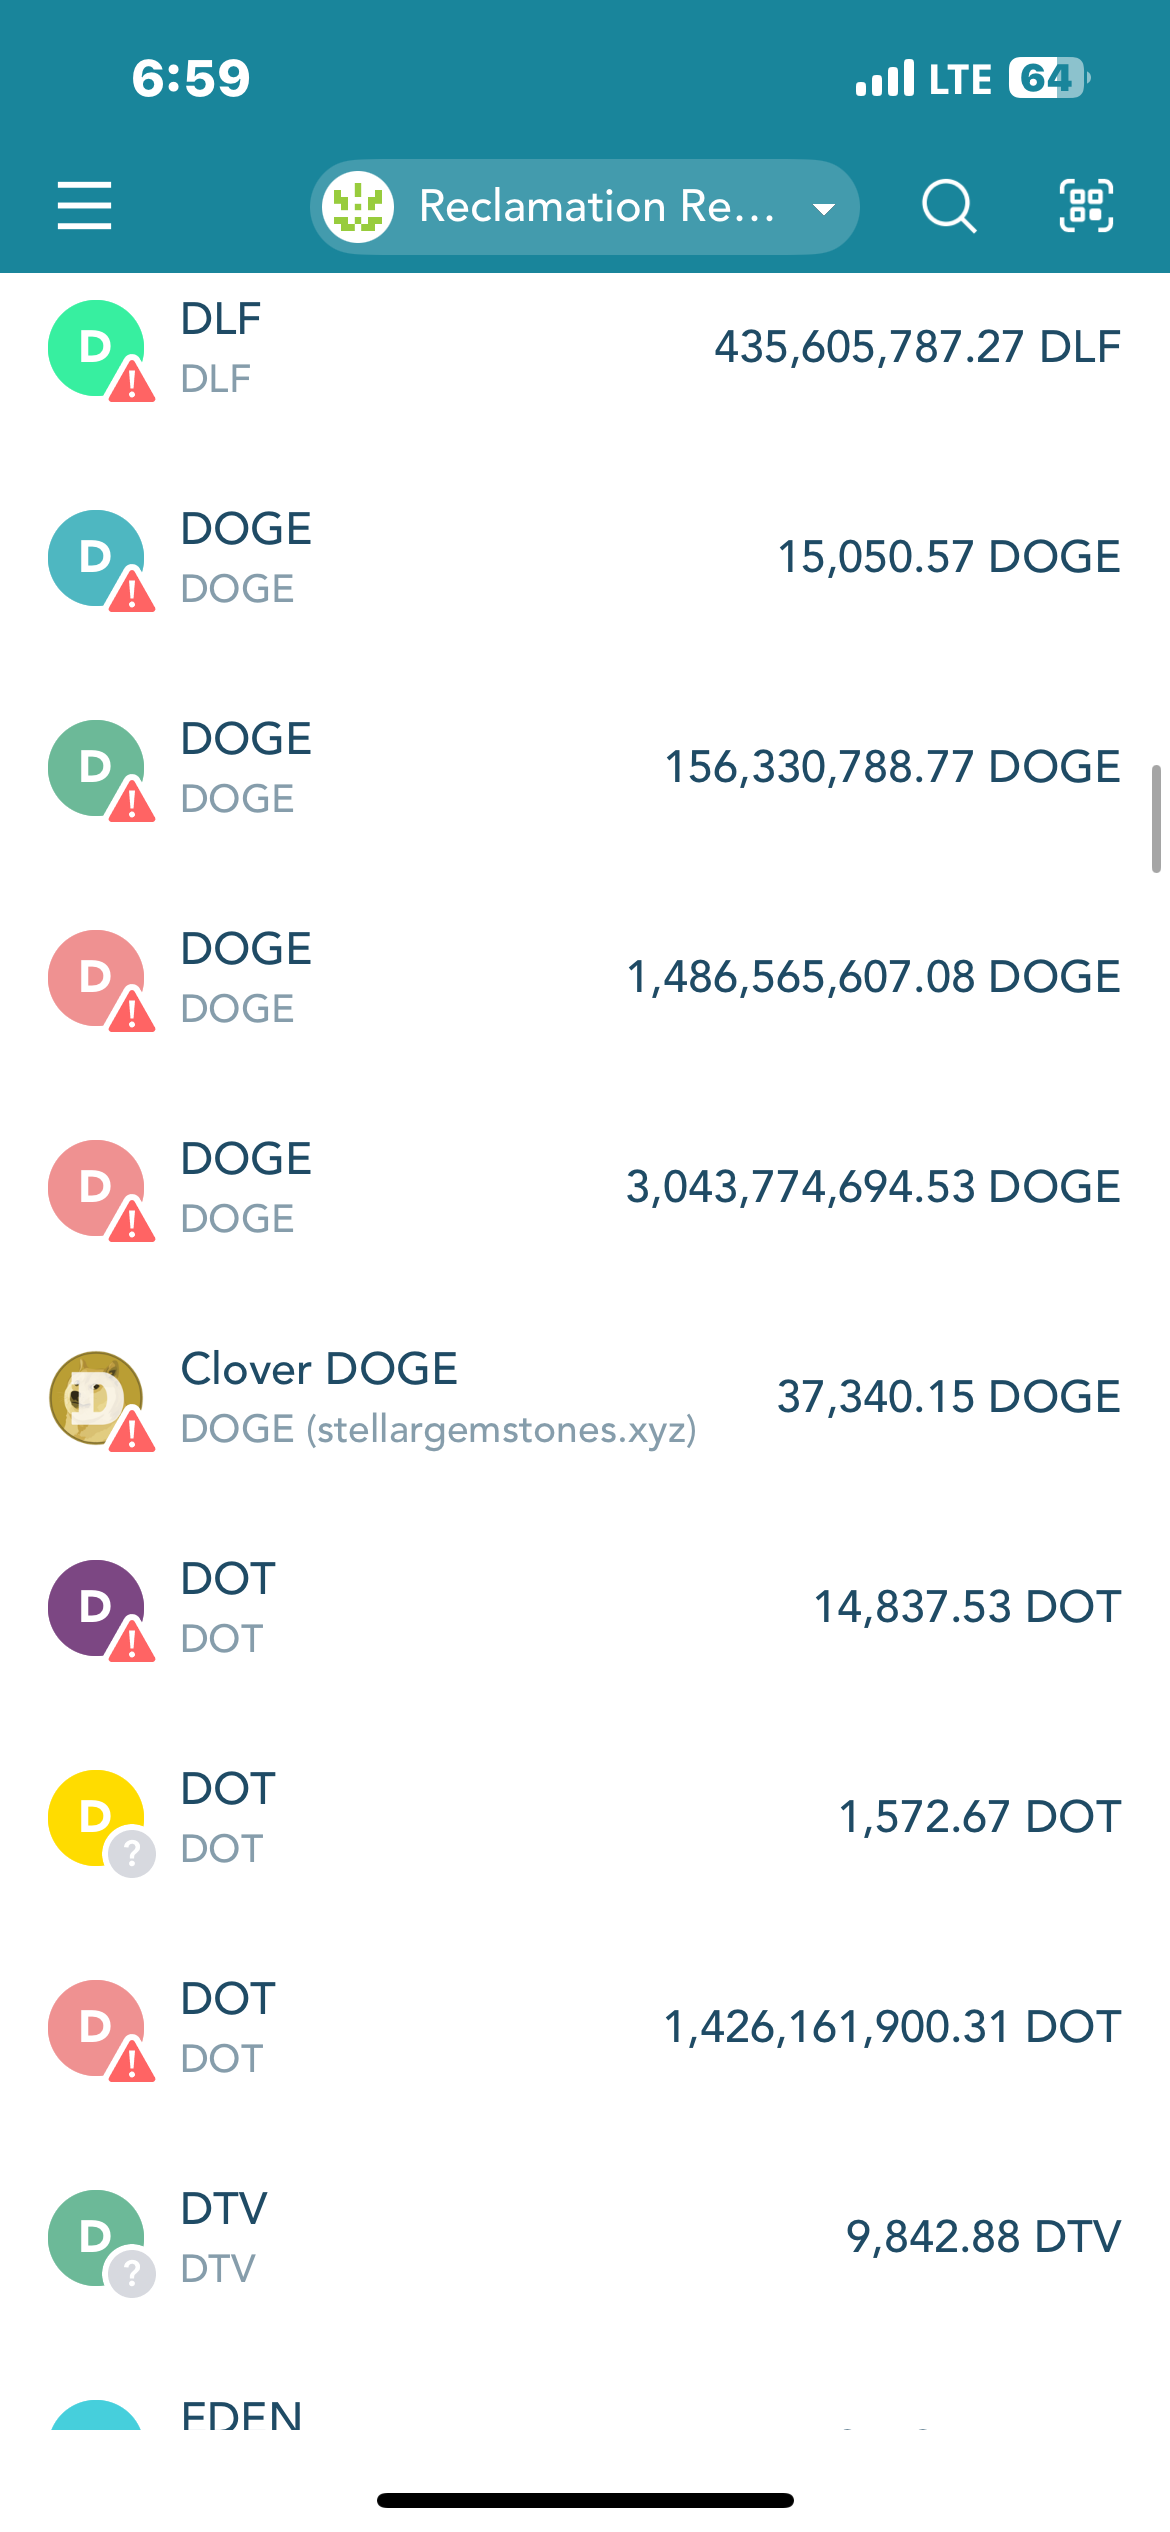 6:59
LTE 64
Reclamation Re...
D
DLF
DLF
435,605,787.27 DLF
D
DOGE
DOGE
15,050.57 DOGE
D
DOGE
DOGE
156,330,788.77 DOGE
D
DOGE
DOGE
1,486,565,607.08 DOGE
D
DOGE
DOGE
3,043,774,694.53 DOGE
D
Clover DOGE
DOGE (stellargemstones.xyz)
37,340.15 DOGE
D
DOT
DOT
14,837.53 DOT
D
?
DOT
DOT
1,572.67 DOT
D
DOT
DOT
1,426,161,900.31 DOT
D
?
DTV
DTV
9,842.88 DTV
EDEN